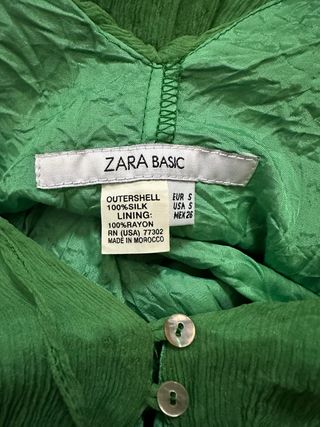 ZARA BASIC
OUTERSHELL
100%SILK
LINING:
100%RAYON
RN (USA) 77302
MADE IN MOROCCO
EUR S
USA S
MEX 26